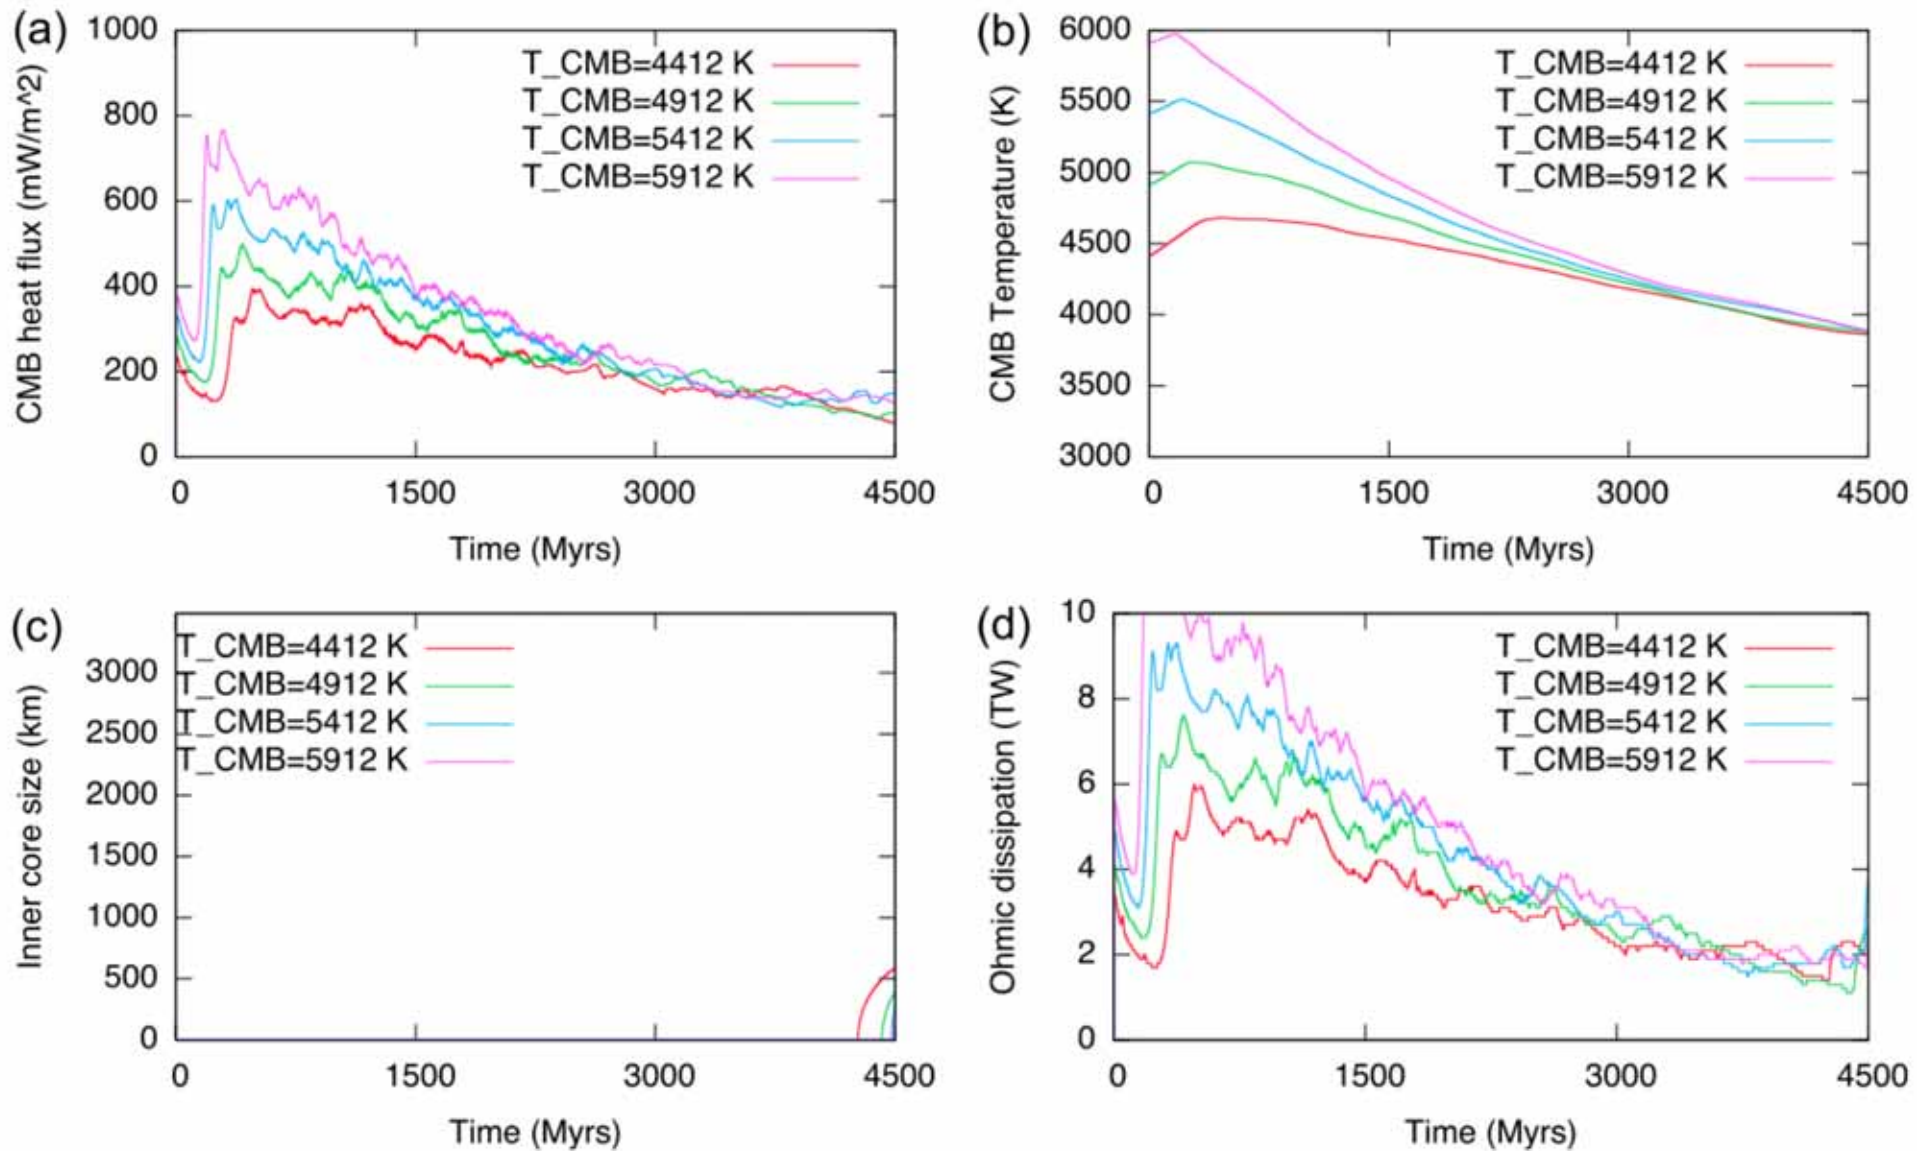 (a)
CMB heat flux (mW/m^2)
1000
800
600
400
200
0
T_CMB=4412 K
T_CMB=4912 K
T_CMB=5412 K
T_CMB=5912 K
0 1500 3000 4500
Time (Myrs)
(b)
CMB Temperature (K)
6000
5500
5000
4500
4000
3500
3000
T_CMB=4412 K
T_CMB=4912 K
T_CMB=5412 K
T_CMB=5912 K
0 1500 3000 4500
Time (Myrs)
(c)
Inner core size (km)
3000
2500
2000
1500
1000
500
0
T_CMB=4412 K
T_CMB=4912 K
T_CMB=5412 K
T_CMB=5912 K
0 1500 3000 4500
Time (Myrs)
(d)
Ohmic dissipation (TW)
10
8
6
4
2
0
T_CMB=4412 K
T_CMB=4912 K
T_CMB=5412 K
T_CMB=5912 K
0 1500 3000 4500
Time (Myrs)